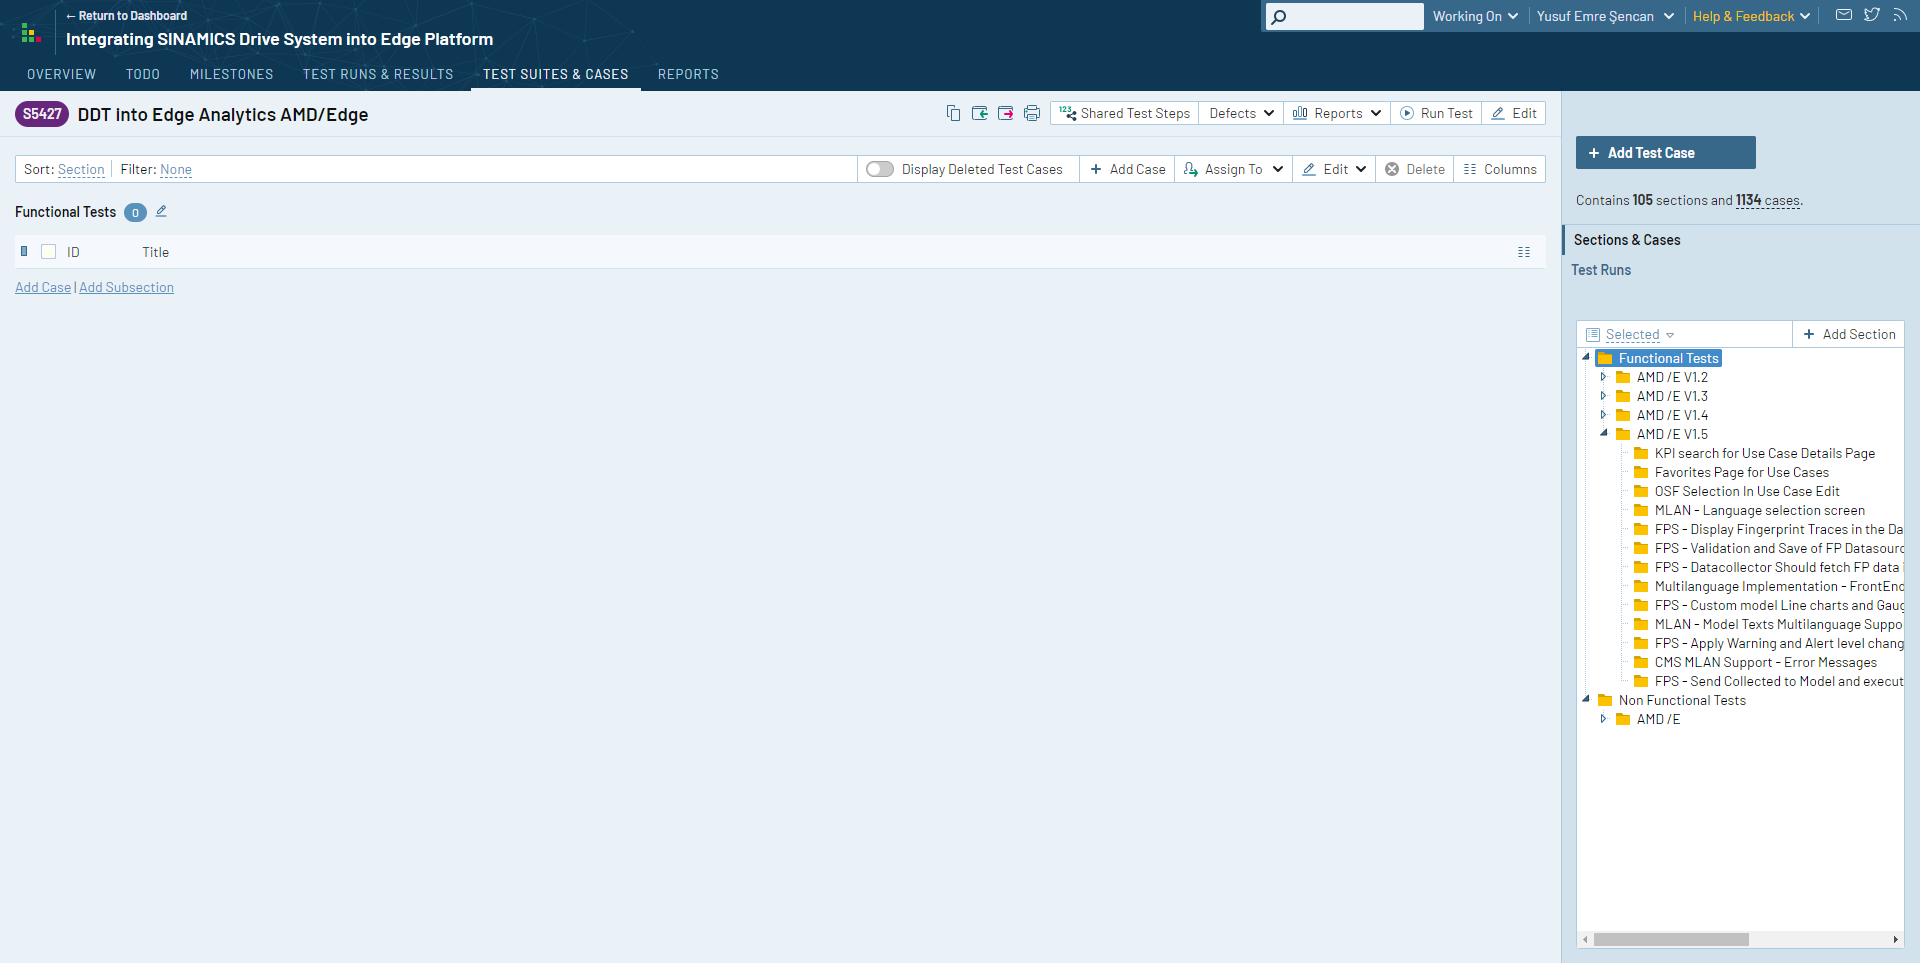 ← Return to Dashboard
Integrating SINAMICS Drive System into Edge Platform
Working On
Yusuf Emre Şencan
Help & Feedback
OVERVIEW
TODO
MILESTONES
TEST RUNS & RESULTS
TEST SUITES & CASES
REPORTS
S5427 DDT into Edge Analytics AMD/Edge
123 Shared Test Steps
Defects
Reports
Run Test
Edit
Sort: Section
Filter: None
Display Deleted Test Cases
+ Add Case
Assign To
Edit
Delete
Columns
Functional Tests 0
ID
Title
Add Case | Add Subsection
+ Add Test Case
Contains 105 sections and 1134 cases.
Sections & Cases
Test Runs
Selected
+ Add Section
Functional Tests
AMD /E V1.2
AMD /E V1.3
AMD /E V1.4
AMD /E V1.5
KPI search for Use Case Details Page
Favorites Page for Use Cases
OSF Selection In Use Case Edit
MLAN - Language selection screen
FPS - Display Fingerprint Traces in the Da
FPS - Validation and Save of FP Datasourc
FPS - Datacollector Should fetch FP data
Multilanguage Implementation - FrontEnd
FPS - Custom model Line charts and Gaug
MLAN - Model Texts Multilanguage Suppo
FPS - Apply Warning and Alert level chang
CMS MLAN Support - Error Messages
FPS - Send Collected to Model and execut
Non Functional Tests
AMD /E